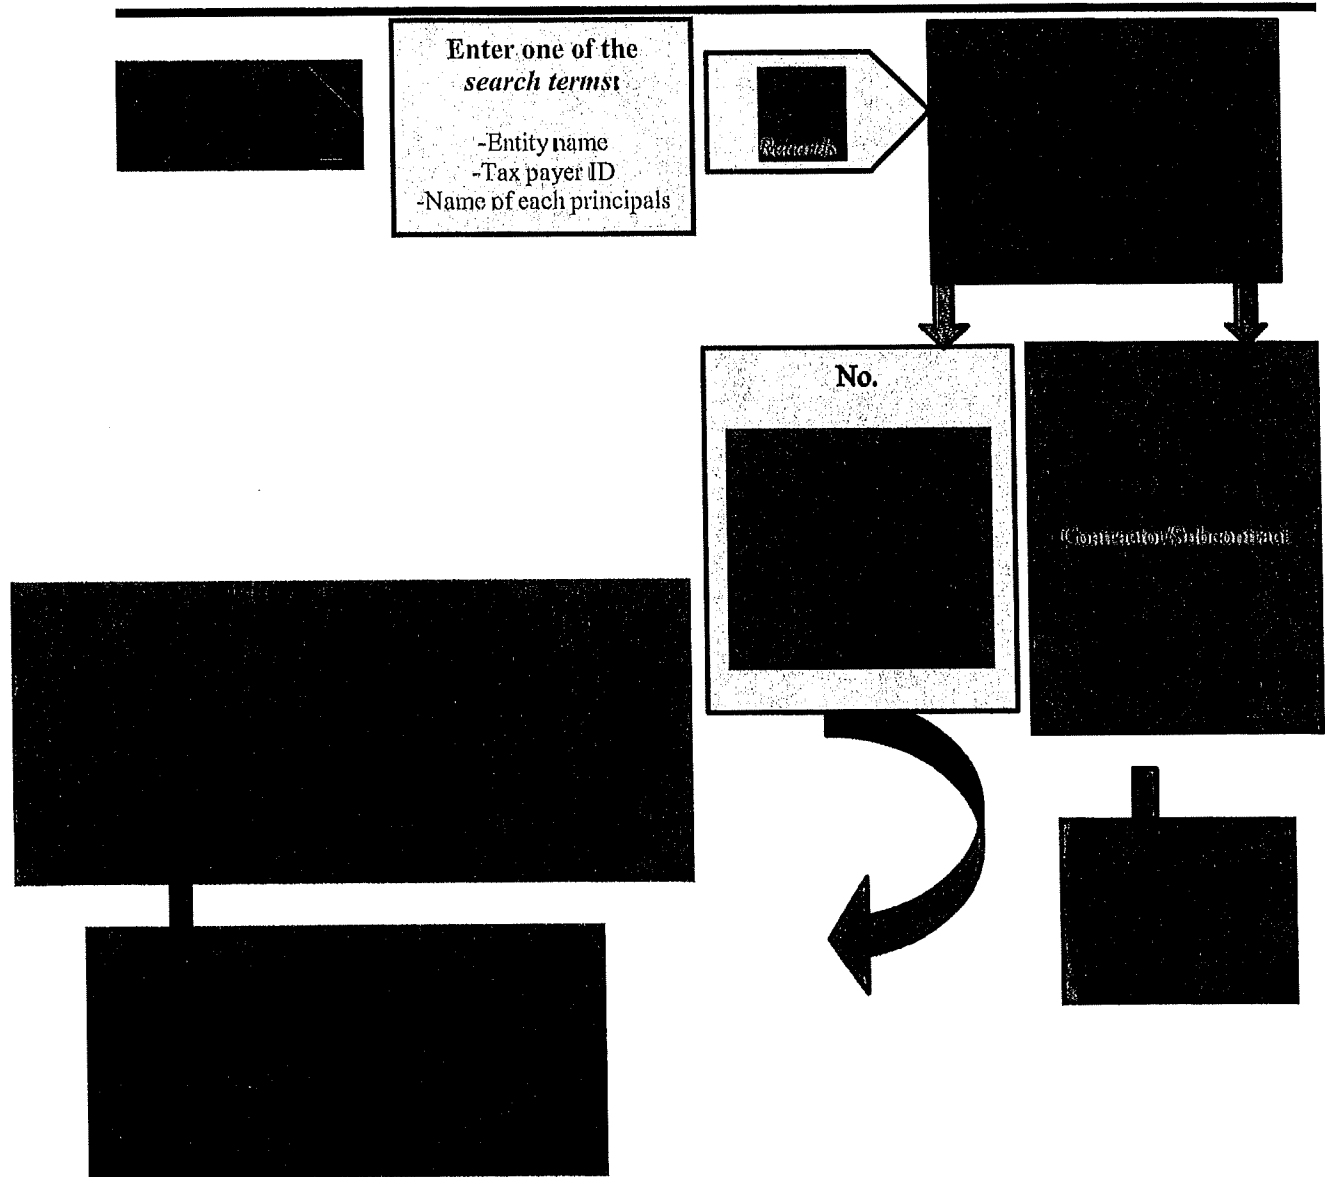 Enter one of the
search terms:
-Entity name
-Tax payer ID
-Name of each principals
No.
Contractor/Subcontract